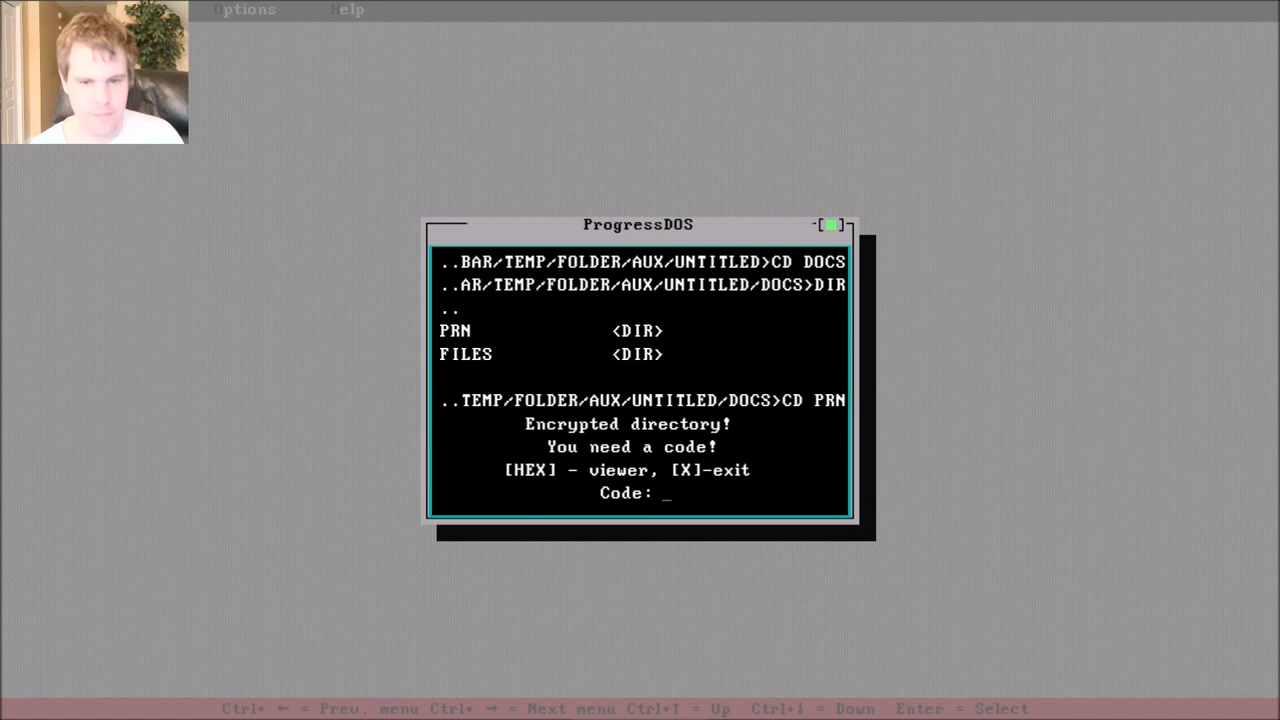 Options Help
ProgressDOS
..BAR/TEMP/FOLDER/AUX/UNTITLED>CD DOCS
..AR/TEMP/FOLDER/AUX/UNTITLED/DOCS>DIR
..
PRN <DIR>
FILES <DIR>
..TEMP/FOLDER/AUX/UNTITLED/DOCS>CD PRN
Encrypted directory!
You need a code!
[HEX] - viewer, [X]-exit
Code: _
Ctrl+ ← = Prev. menu Ctrl+ → = Next menu Ctrl+↑ = Up Ctrl+↓ = Down Enter = Select